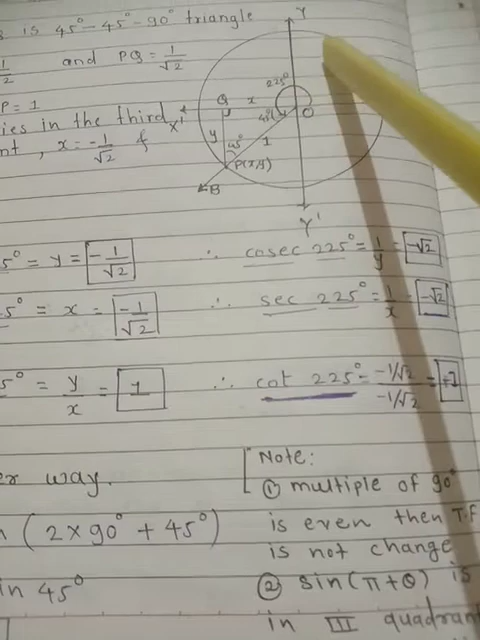 is 45° - 45° - 90° triangle
and PQ = 1/√2
P = 1
in the third
x = -1/√2 &
Y
225°
Q
x
O
X'
45°
y
45°
1
P(x,y)
B
Y'
5° = y = -1/√2 ∴ cosec 225° = 1/y = -√2
5° = x = -1/√2 ∴ sec 225° = 1/x = -√2
5° = y/x = 1 ∴ cot 225° = -1/√2 / -1/√2 = +1
way.
Note:
① multiple of 90°
(2×90° + 45°)
is even then T.F
is not change
in 45°
② sin(π+θ) is
in III quadrant